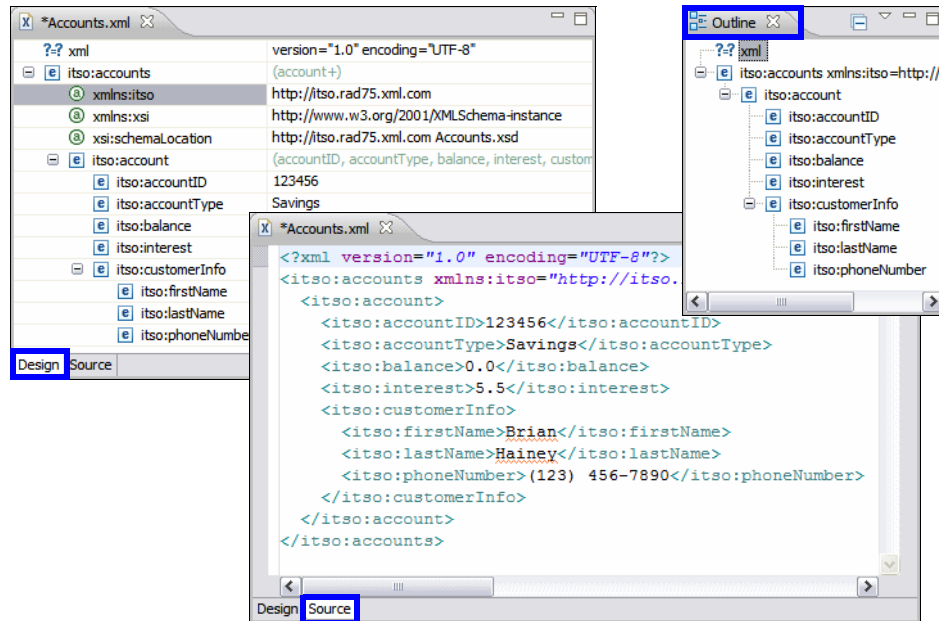 *Accounts.xml
?=? xml version="1.0" encoding="UTF-8"
e itso:accounts (account+)
a xmlns:itso http://itso.rad75.xml.com
a xmlns:xsi http://www.w3.org/2001/XMLSchema-instance
a xsi:schemaLocation http://itso.rad75.xml.com Accounts.xsd
e itso:account (accountID, accountType, balance, interest, custom
e itso:accountID 123456
e itso:accountType Savings
e itso:balance
e itso:interest
e itso:customerInfo
e itso:firstName
e itso:lastName
e itso:phoneNumbe
Design Source
*Accounts.xml
<?xml version="1.0" encoding="UTF-8"?>
<itso:accounts xmlns:itso="http://itso.
<itso:account>
<itso:accountID>123456</itso:accountID>
<itso:accountType>Savings</itso:accountType>
<itso:balance>0.0</itso:balance>
<itso:interest>5.5</itso:interest>
<itso:customerInfo>
<itso:firstName>Brian</itso:firstName>
<itso:lastName>Hainey</itso:lastName>
<itso:phoneNumber>(123) 456-7890</itso:phoneNumber>
</itso:customerInfo>
</itso:account>
</itso:accounts>
Design Source
Outline
?=? xml
e itso:accounts xmlns:itso=http://
e itso:account
e itso:accountID
e itso:accountType
e itso:balance
e itso:interest
e itso:customerInfo
e itso:firstName
e itso:lastName
e itso:phoneNumber